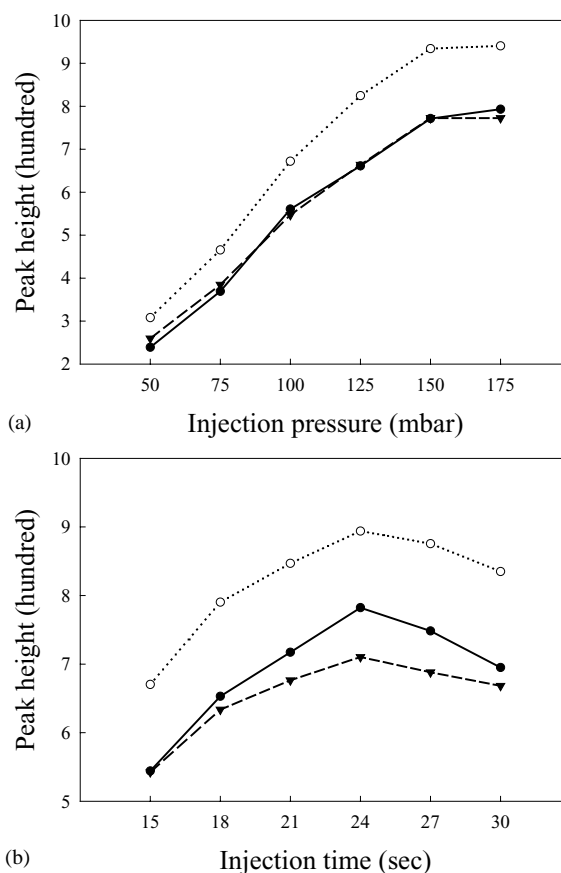 10
9
8
7
6
5
4
3
2
Peak height (hundred)
50 75 100 125 150 175
(a) Injection pressure (mbar)
10
9
8
7
6
5
Peak height (hundred)
15 18 21 24 27 30
(b) Injection time (sec)